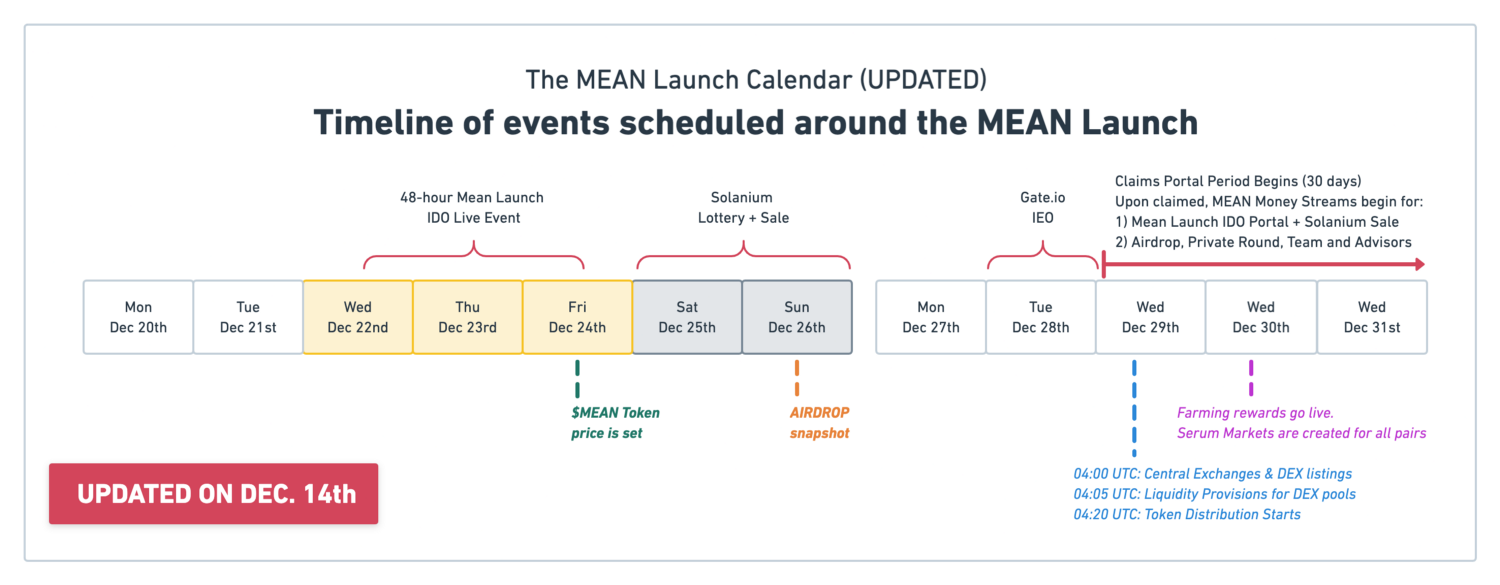 The MEAN Launch Calendar (UPDATED)
Timeline of events scheduled around the MEAN Launch
48-hour Mean Launch
IDO Live Event
Solanium
Lottery + Sale
Gate.io
IEO
Claims Portal Period Begins (30 days)
Upon claimed, MEAN Money Streams begin for:
1) Mean Launch IDO Portal + Solanium Sale
2) Airdrop, Private Round, Team and Advisors
Mon
Dec 20th
Tue
Dec 21st
Wed
Dec 22nd
Thu
Dec 23rd
Fri
Dec 24th
Sat
Dec 25th
Sun
Dec 26th
Mon
Dec 27th
Tue
Dec 28th
Wed
Dec 29th
Wed
Dec 30th
Wed
Dec 31st
$MEAN Token
price is set
AIRDROP
snapshot
Farming rewards go live.
Serum Markets are created for all pairs
04:00 UTC: Central Exchanges & DEX listings
04:05 UTC: Liquidity Provisions for DEX pools
04:20 UTC: Token Distribution Starts
UPDATED ON DEC. 14th